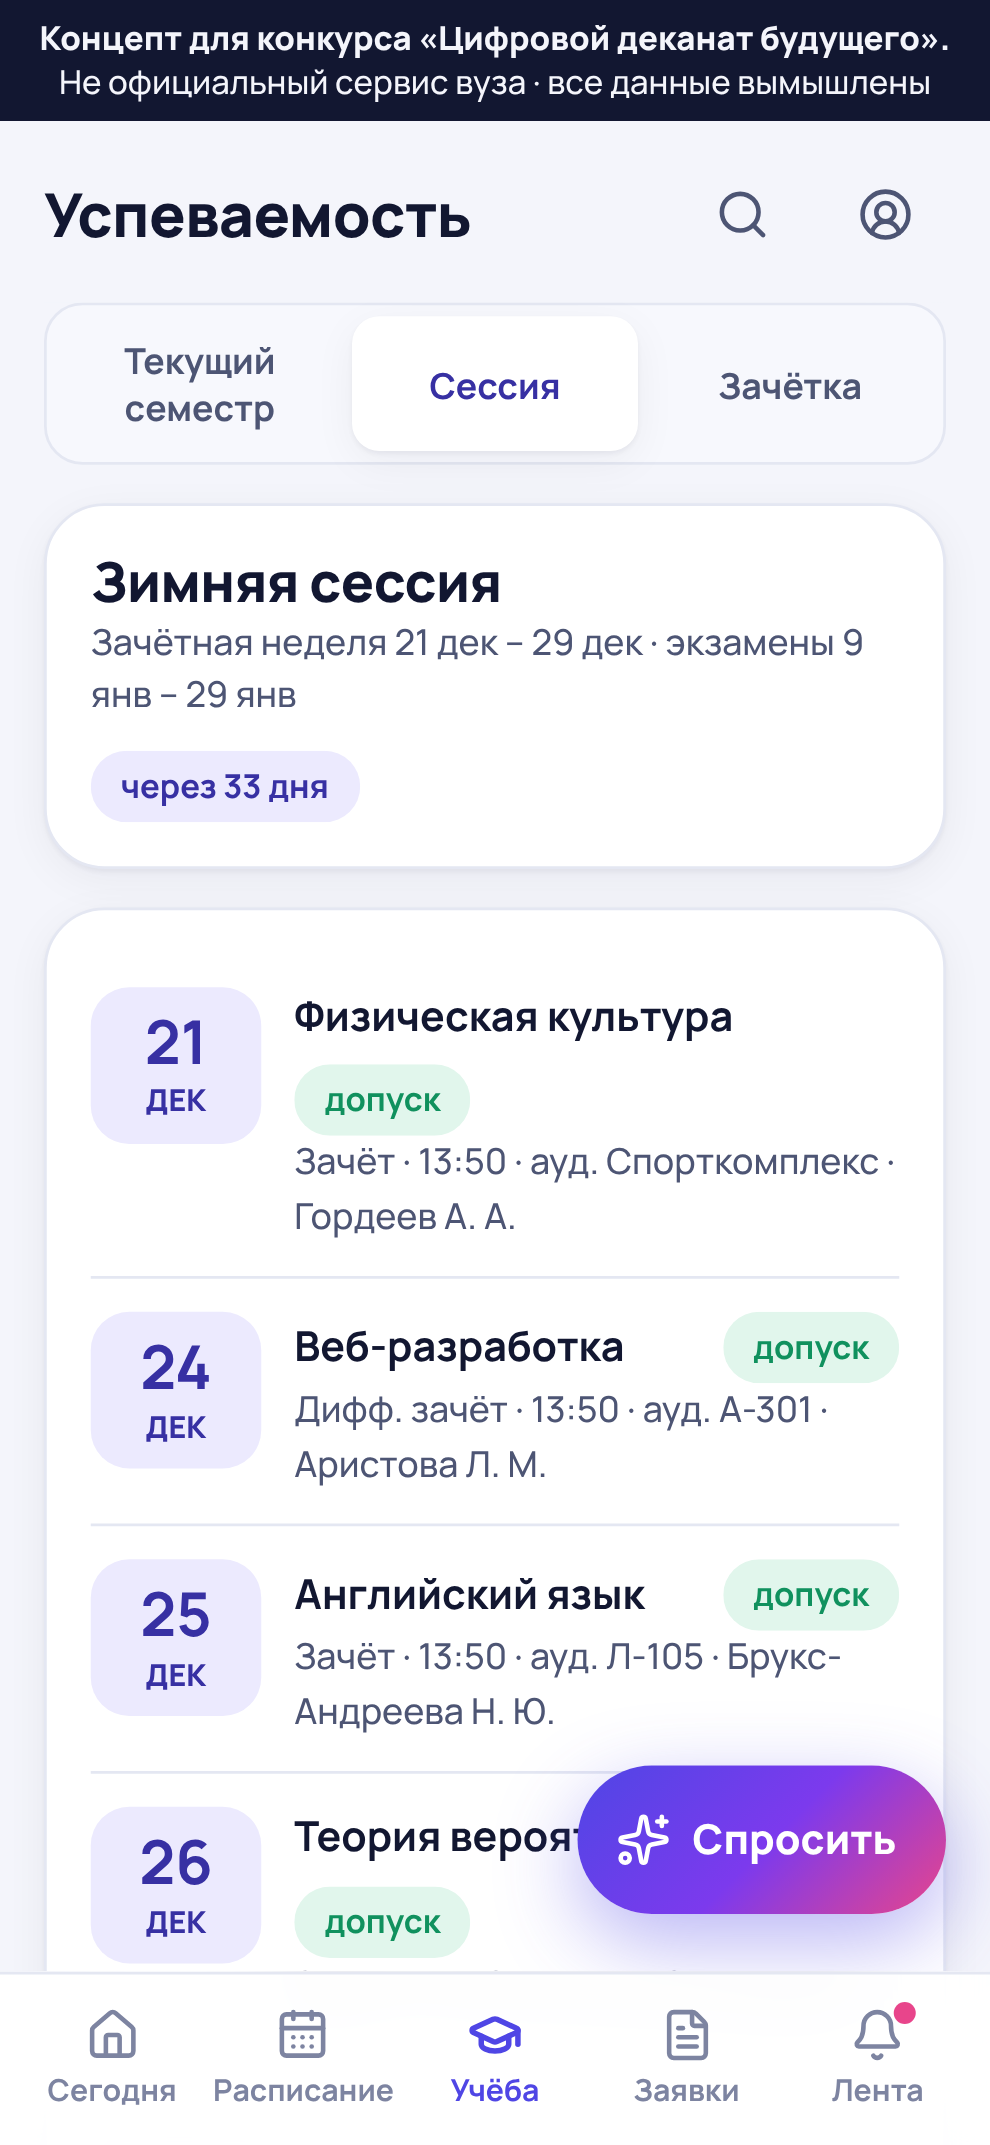 Концепт для конкурса «Цифровой деканат будущего».
Не официальный сервис вуза · все данные вымышлены
Успеваемость
Текущий
семестр
Сессия
Зачётка
Зимняя сессия
Зачётная неделя 21 дек – 29 дек · экзамены 9
янв – 29 янв
через 33 дня
21
ДЕК
Физическая культура
допуск
Зачёт · 13:50 · ауд. Спорткомплекс ·
Гордеев А. А.
24
ДЕК
Веб-разработка
допуск
Дифф. зачёт · 13:50 · ауд. А-301 ·
Аристова Л. М.
25
ДЕК
Английский язык
допуск
Зачёт · 13:50 · ауд. Л-105 · Брукс-
Андреева Н. Ю.
26
ДЕК
Теория
допуск
Спросить
Сегодня
Расписание
Учёба
Заявки
Лента